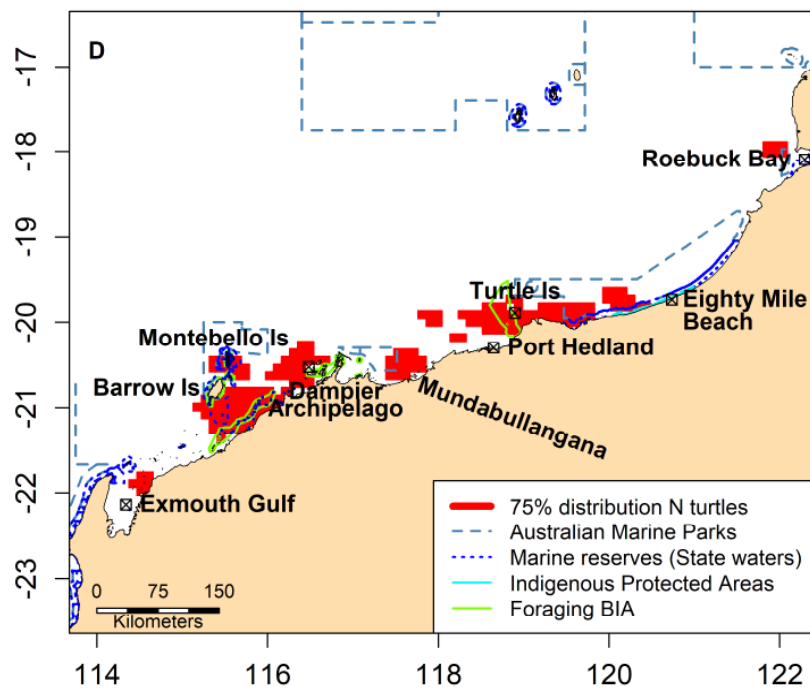 D
-17
-18
-19
-20
-21
-22
-23
Roebuck Bay
Turtle Is
Eighty Mile
Beach
Montebello Is
Port Hedland
Barrow Is
Dampier
Archipelago
Mundabullangana
Exmouth Gulf
75% distribution N turtles
Australian Marine Parks
Marine reserves (State waters)
Indigenous Protected Areas
Foraging BIA
0 75 150
Kilometers
114 116 118 120 122